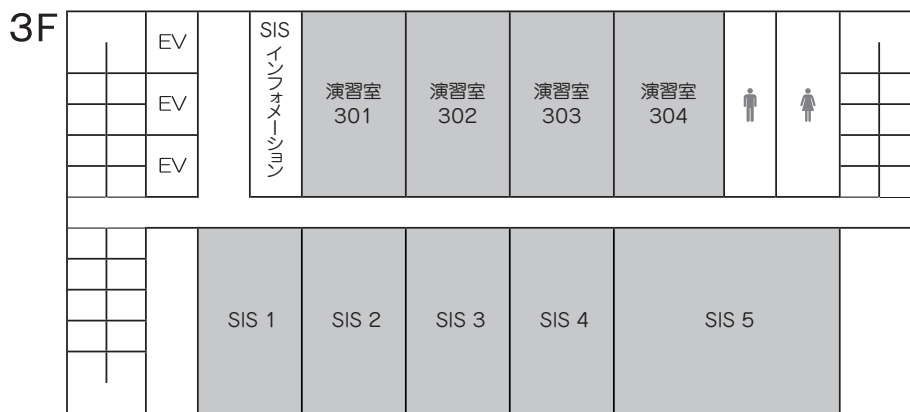 3F
EV
EV
EV
SIS
インフォメーション
演習室
301
演習室
302
演習室
303
演習室
304
SIS 1
SIS 2
SIS 3
SIS 4
SIS 5